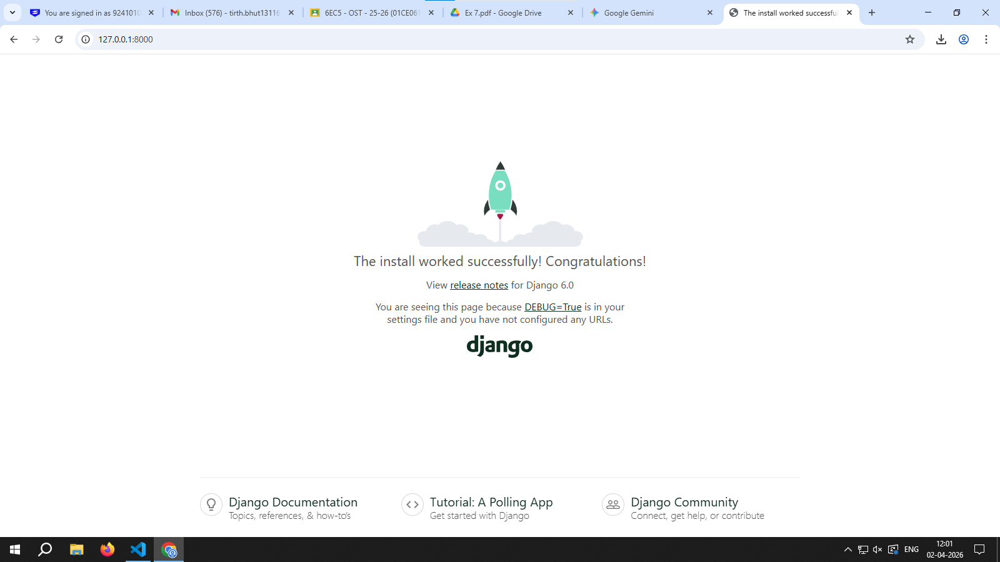 You are signed in as 9241010
Inbox (576) - tirth.bhut13116
6EC5 - OST - 25-26 (01CE061
Ex 7.pdf - Google Drive
Google Gemini
The install worked successful
127.0.0.1:8000
The install worked successfully! Congratulations!
View release notes for Django 6.0
You are seeing this page because DEBUG=True is in your
settings file and you have not configured any URLs.
django
Django Documentation
Topics, references, & how-to's
Tutorial: A Polling App
Get started with Django
Django Community
Connect, get help, or contribute
ENG
12:01
02-04-2026